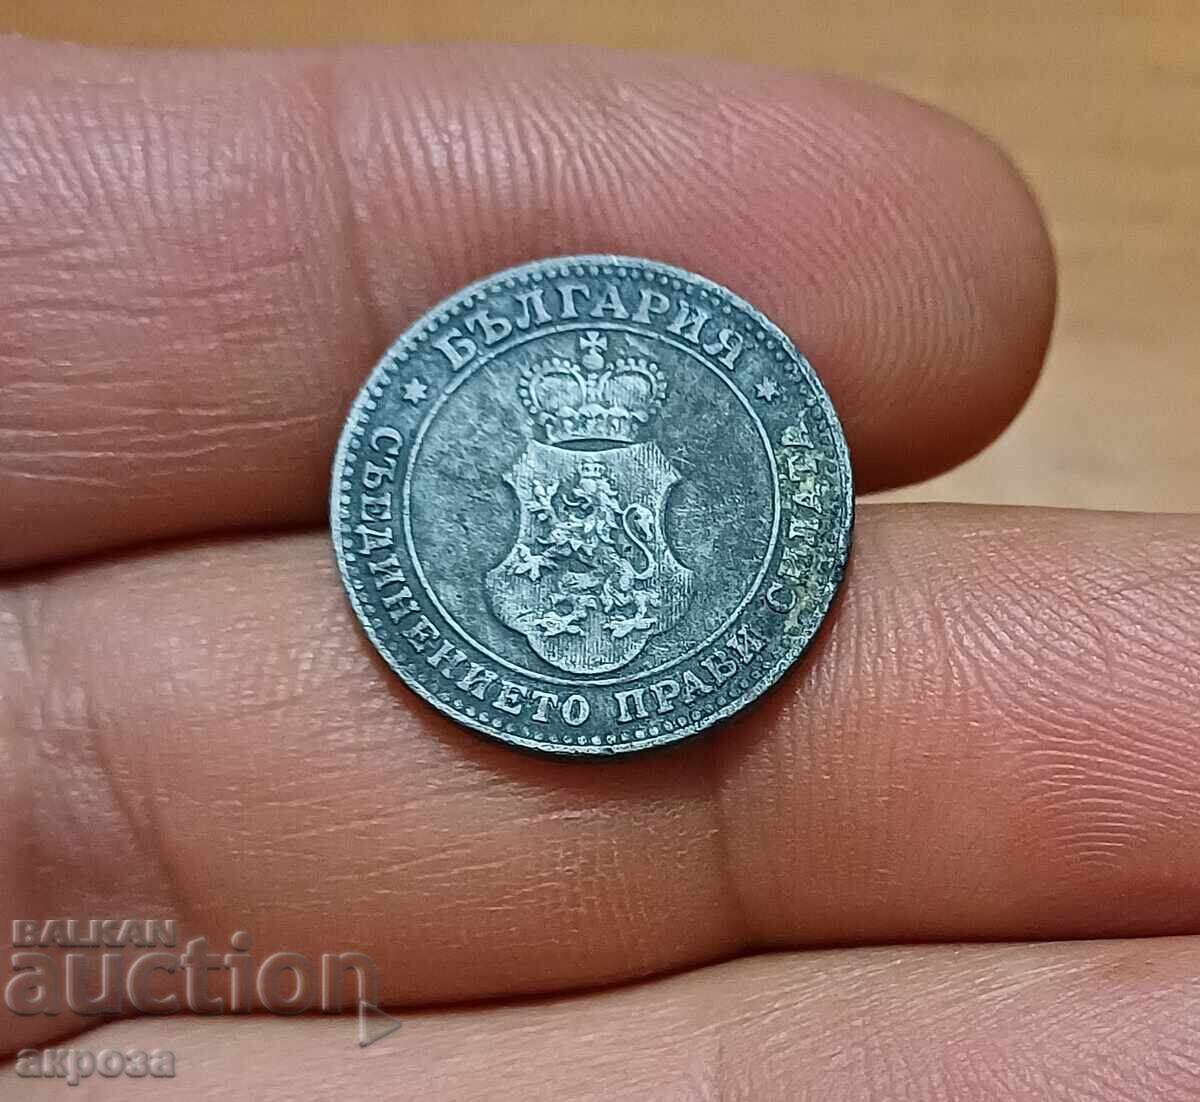 БЪЛГАРИЯ
СЪЕДИНЕНИЕТО ПРАВИ СИЛАТА
BALKAN
auction
акроза